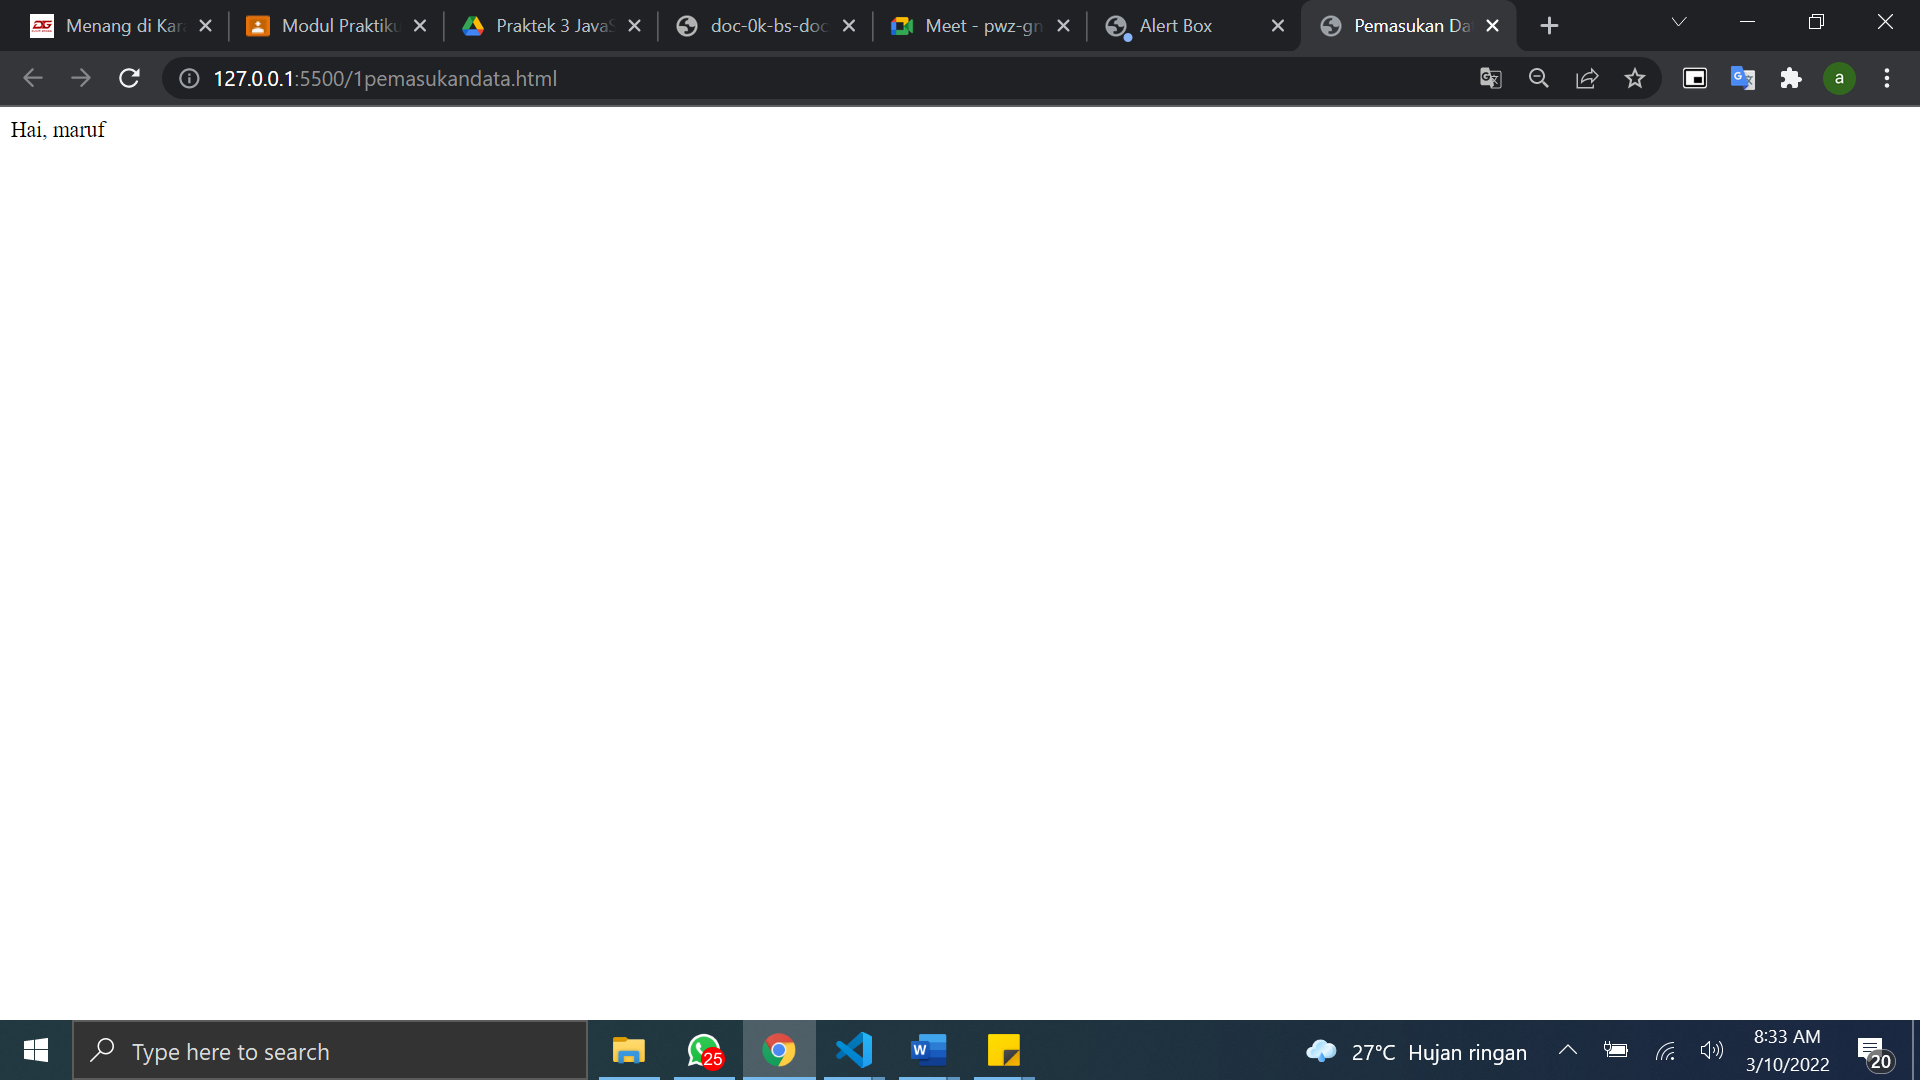 Menang di Kara
Modul Praktiku
Praktek 3 JavaS
doc-0k-bs-doc
Meet - pwz-gn
Alert Box
Pemasukan Da
127.0.0.1:5500/1pemasukandata.html
a
Hai, maruf
Type here to search
25
27°C Hujan ringan
8:33 AM
3/10/2022
20